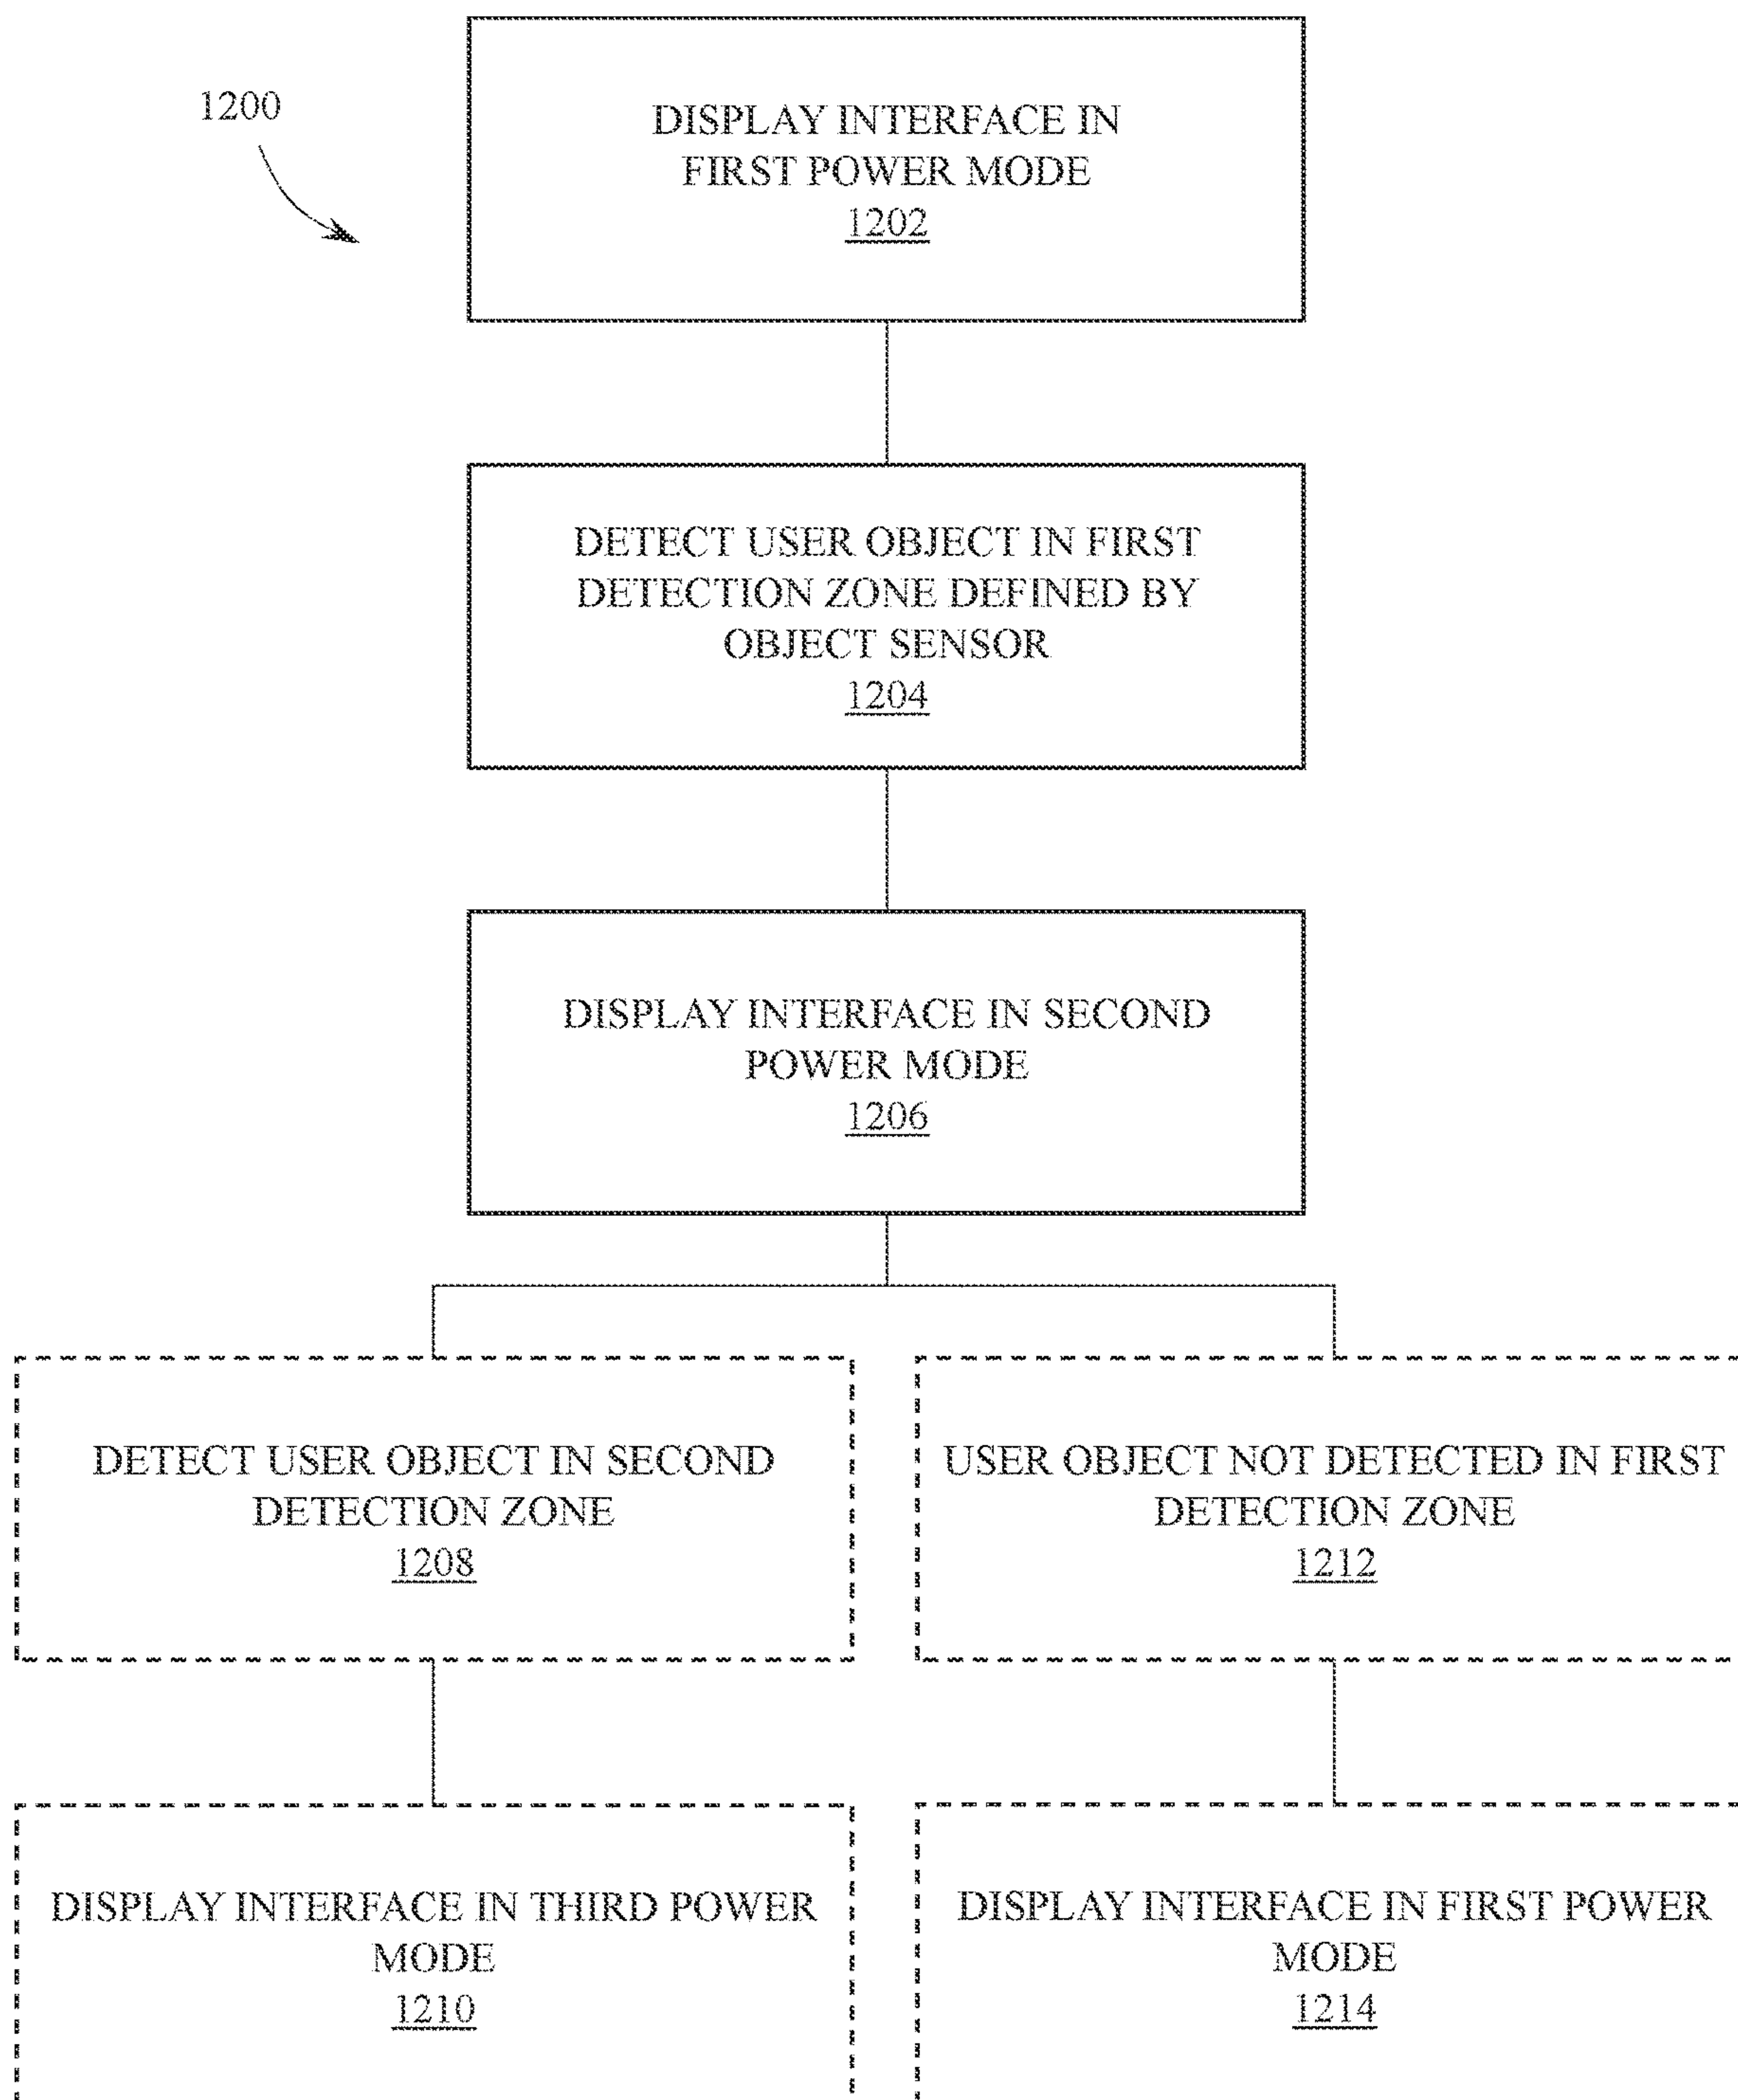 1200
DISPLAY INTERFACE IN
FIRST POWER MODE
1202
DETECT USER OBJECT IN FIRST
DETECTION ZONE DEFINED BY
OBJECT SENSOR
1204
DISPLAY INTERFACE IN SECOND
POWER MODE
1206
DETECT USER OBJECT IN SECOND
DETECTION ZONE
1208
USER OBJECT NOT DETECTED IN FIRST
DETECTION ZONE
1212
DISPLAY INTERFACE IN THIRD POWER
MODE
1210
DISPLAY INTERFACE IN FIRST POWER
MODE
1214